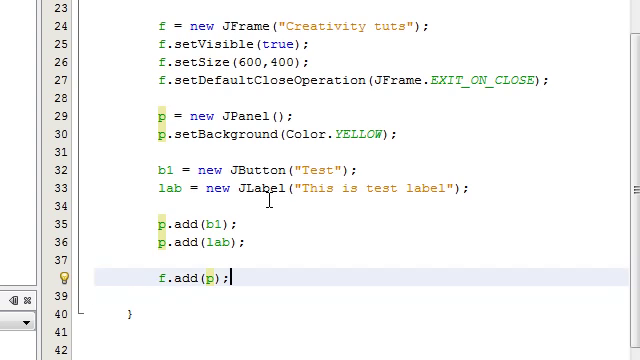 23
24 f = new JFrame("Creativity tuts");
25 f.setVisible(true);
26 f.setSize(600,400);
27 f.setDefaultCloseOperation(JFrame.EXIT_ON_CLOSE);
28
29 p = new JPanel();
30 p.setBackground(Color.YELLOW);
31
32 b1 = new JButton("Test");
33 lab = new JLabel("This is test label");
34
35 p.add(b1);
36 p.add(lab);
37
f.add(p);
39
40 }
41
42